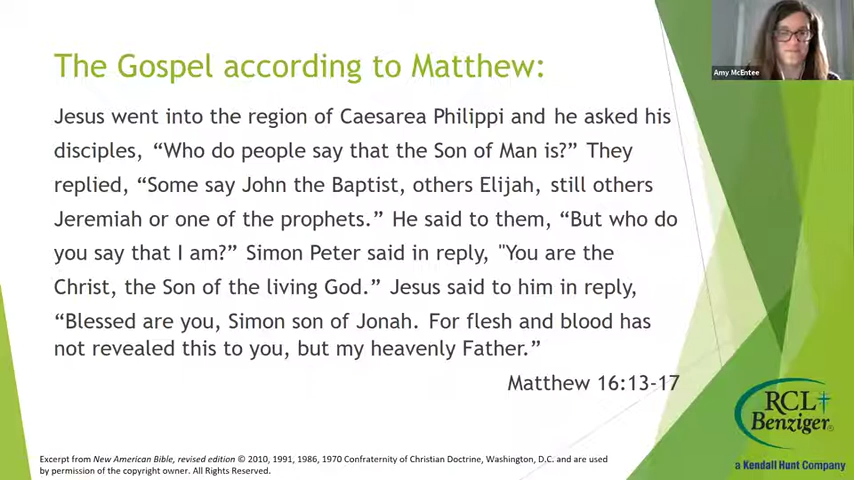 The Gospel according to Matthew:
Jesus went into the region of Caesarea Philippi and he asked his
disciples, “Who do people say that the Son of Man is?” They
replied, “Some say John the Baptist, others Elijah, still others
Jeremiah or one of the prophets.” He said to them, “But who do
you say that I am?” Simon Peter said in reply, "You are the
Christ, the Son of the living God.” Jesus said to him in reply,
“Blessed are you, Simon son of Jonah. For flesh and blood has
not revealed this to you, but my heavenly Father.”
Matthew 16:13-17
Excerpt from New American Bible, revised edition © 2010, 1991, 1986, 1970 Confraternity of Christian Doctrine, Washington, D.C. and are used
by permission of the copyright owner. All Rights Reserved.
Amy McEntee
RCL
Benziger®
a Kendall Hunt Company